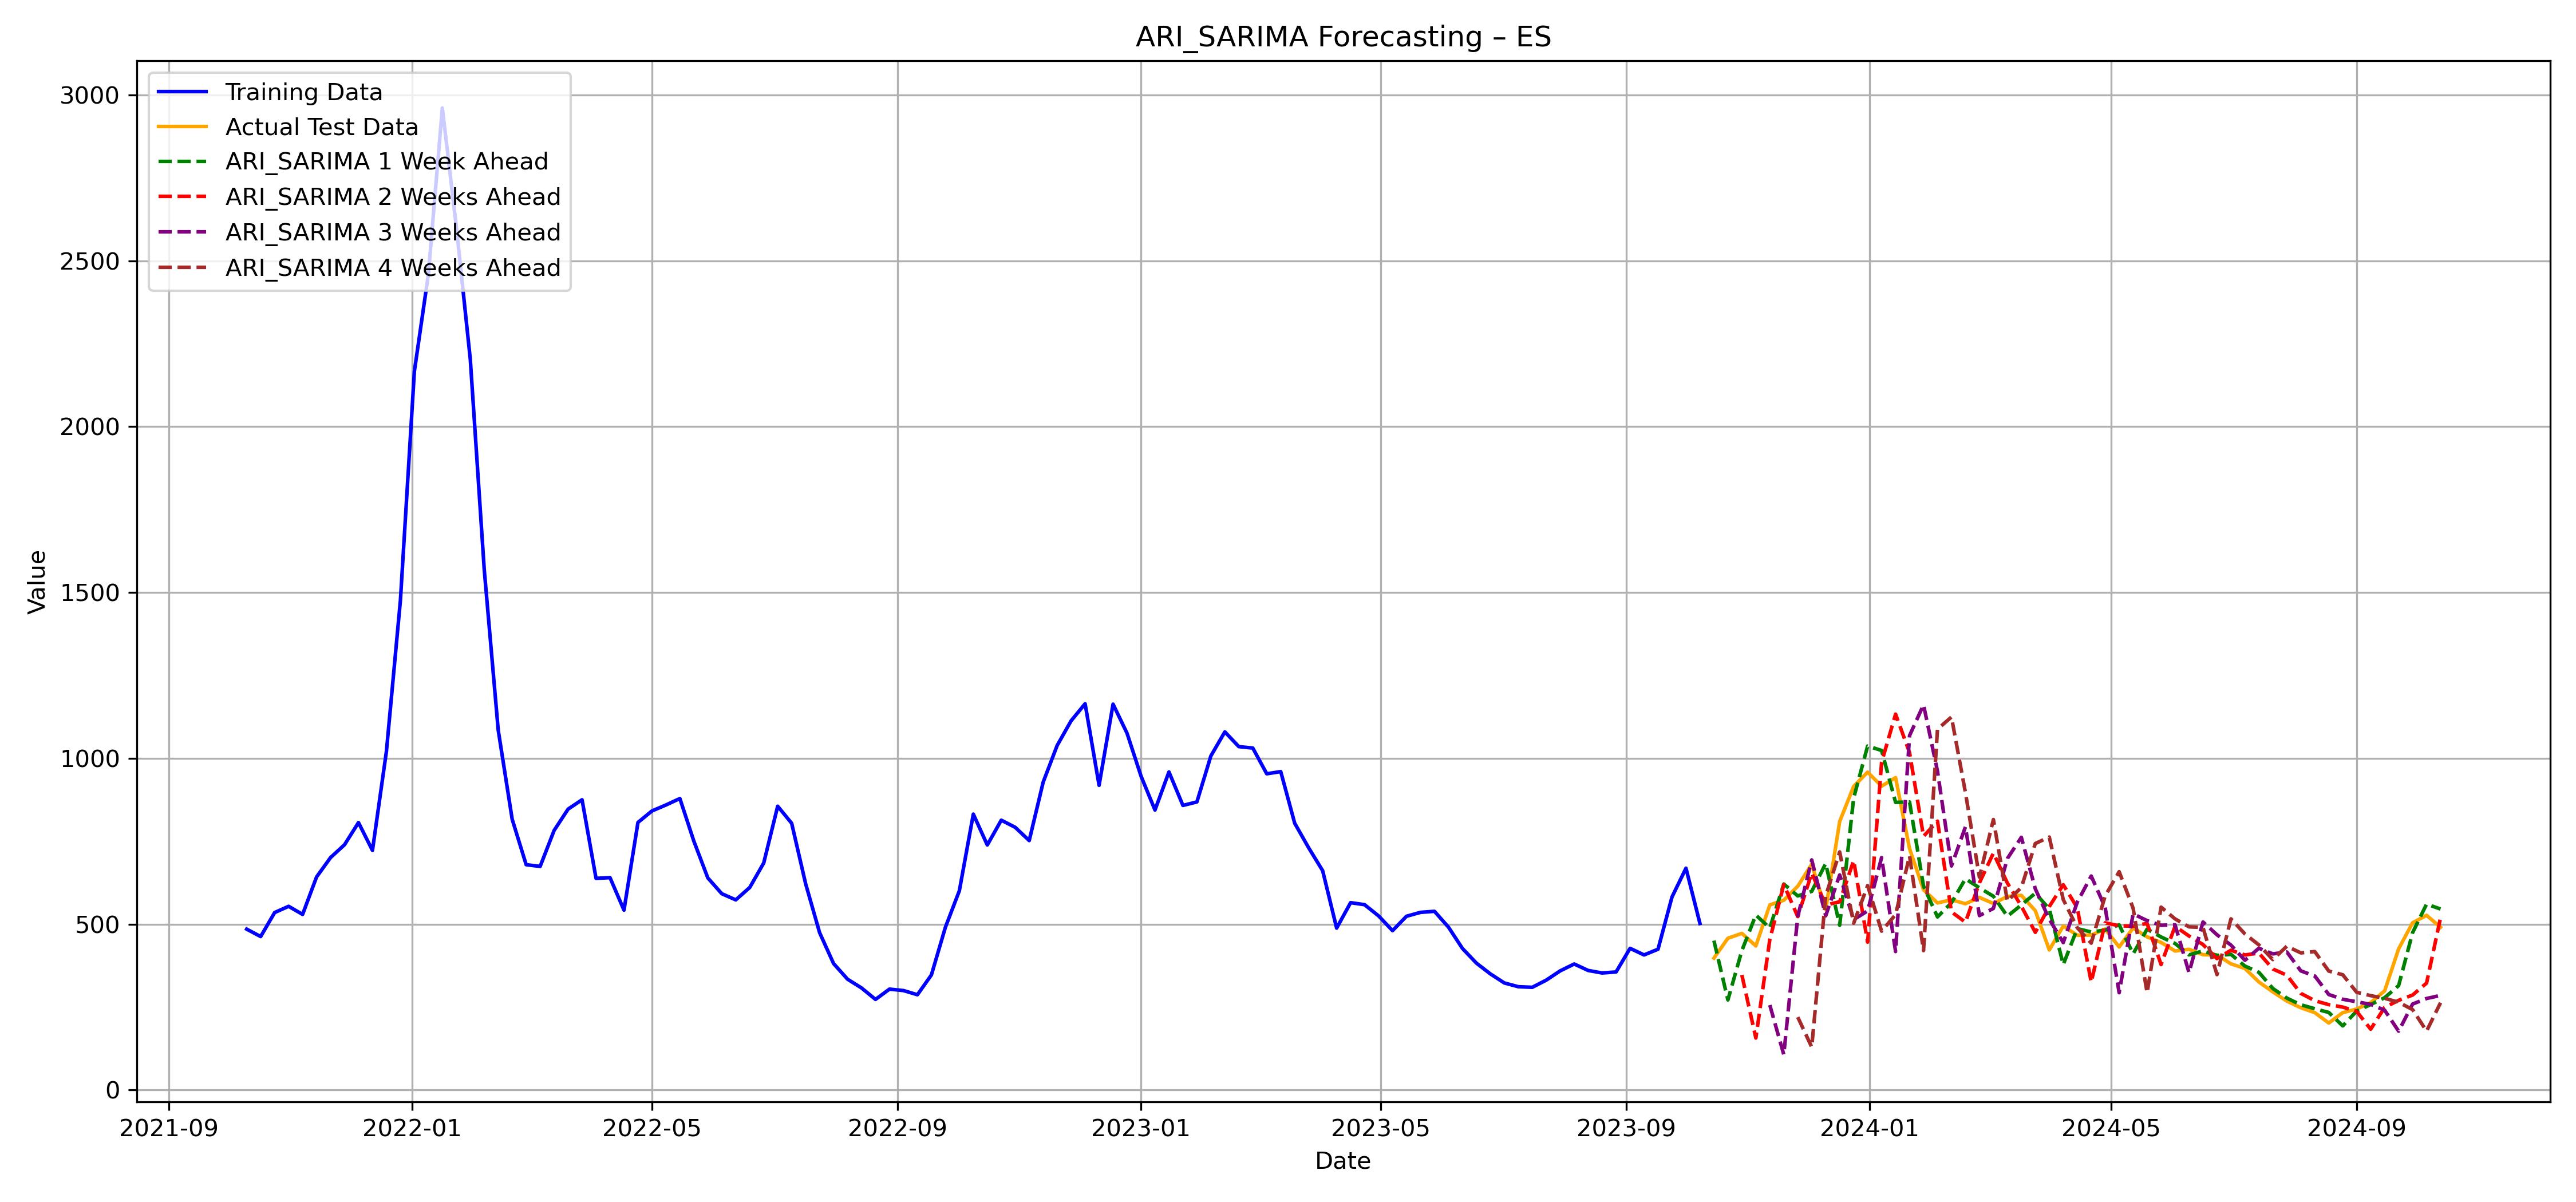 ARI_SARIMA Forecasting – ES
Training Data
Actual Test Data
ARI_SARIMA 1 Week Ahead
ARI_SARIMA 2 Weeks Ahead
ARI_SARIMA 3 Weeks Ahead
ARI_SARIMA 4 Weeks Ahead
3000
2500
2000
1500
1000
500
0
Value
2021-09
2022-01
2022-05
2022-09
2023-01
2023-05
2023-09
2024-01
2024-05
2024-09
Date